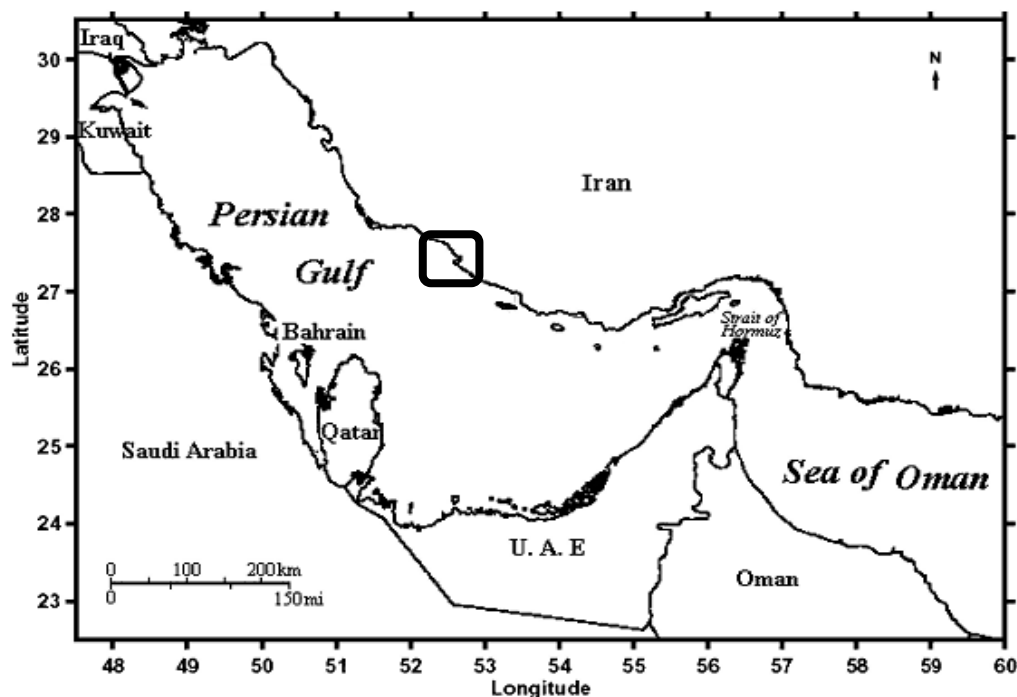 Iraq
30
N
Kuwait
29
Iran
28
Persian
Gulf
27
Latitude
Strait of
Hormuz
Bahrain
26
Qatar
25
Saudi Arabia
Sea of Oman
24
U. A. E
0 100 200km
0 150mi
Oman
23
48 49 50 51 52 53 54 55 56 57 58 59 60
Longitude